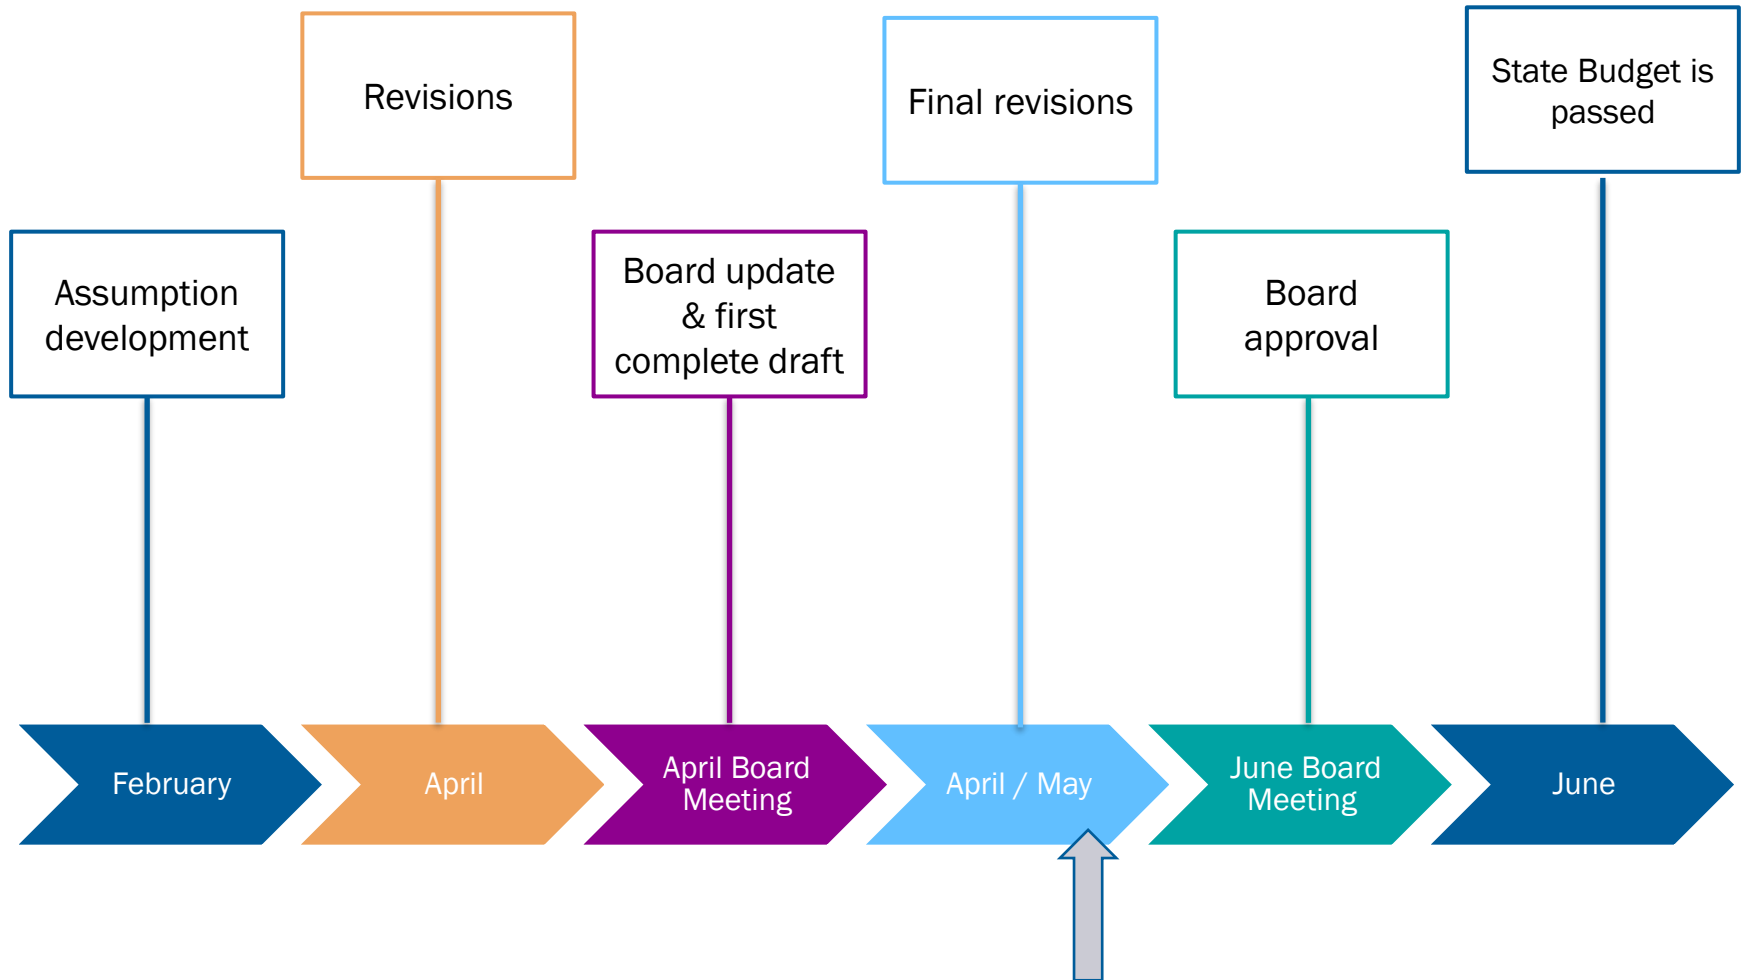 Revisions
Final revisions
State Budget is
passed
Assumption
development
Board update
& first
complete draft
Board
approval
February
April
April Board
Meeting
April / May
June Board
Meeting
June